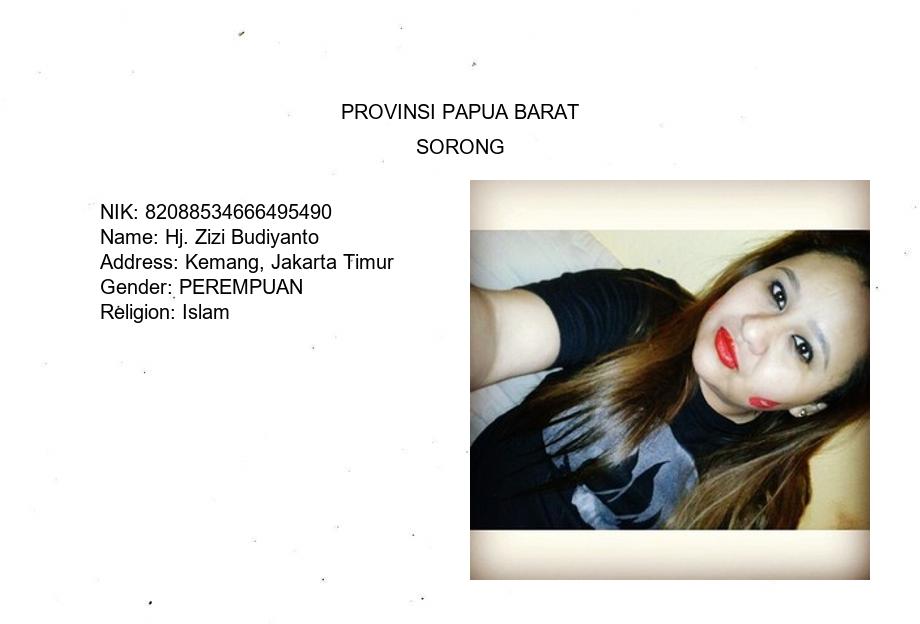 PROVINSI PAPUA BARAT
SORONG
NIK: 82088534666495490
Name: Hj. Zizi Budiyanto
Address: Kemang, Jakarta Timur
Gender: PEREMPUAN
Religion: Islam